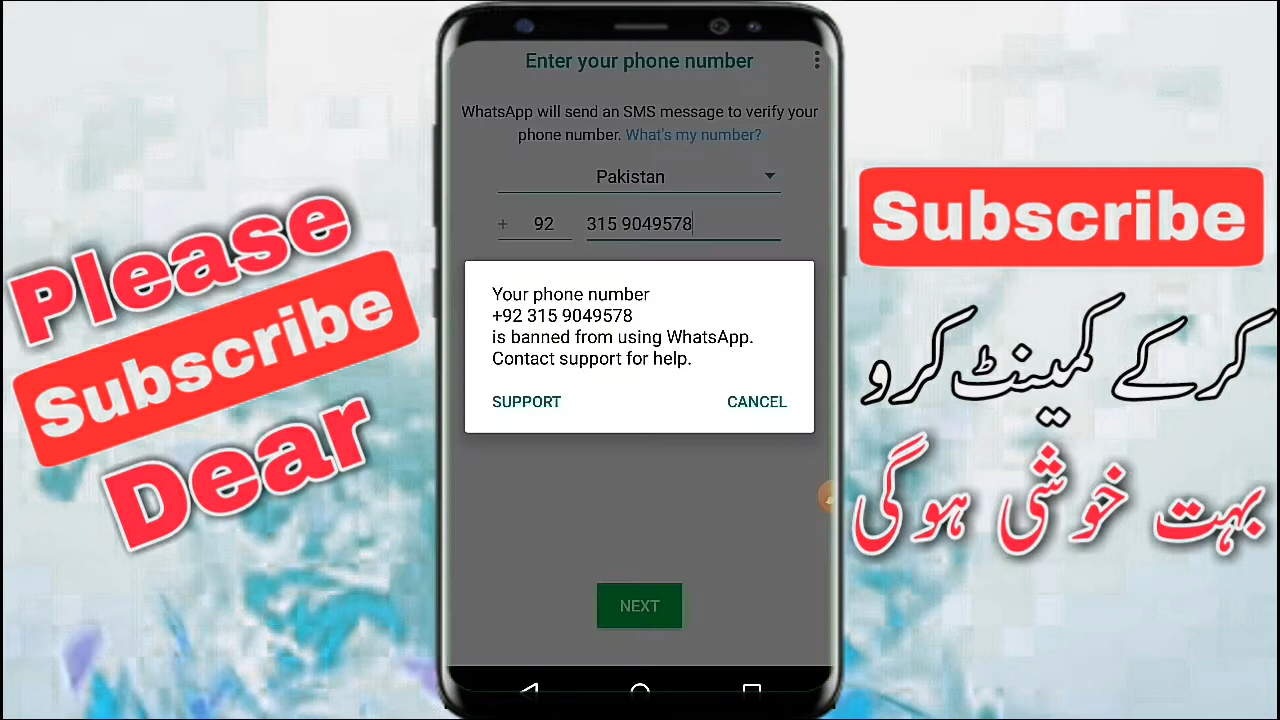 Please
Subscribe
Dear
Enter your phone number
WhatsApp will send an SMS message to verify your
phone number. What's my number?
Pakistan
+ 92 315 9049578
Your phone number
+92 315 9049578
is banned from using WhatsApp.
Contact support for help.
SUPPORT CANCEL
NEXT
Subscribe
کرکے کمینٹ کرو
بہت خوشی ہوگی